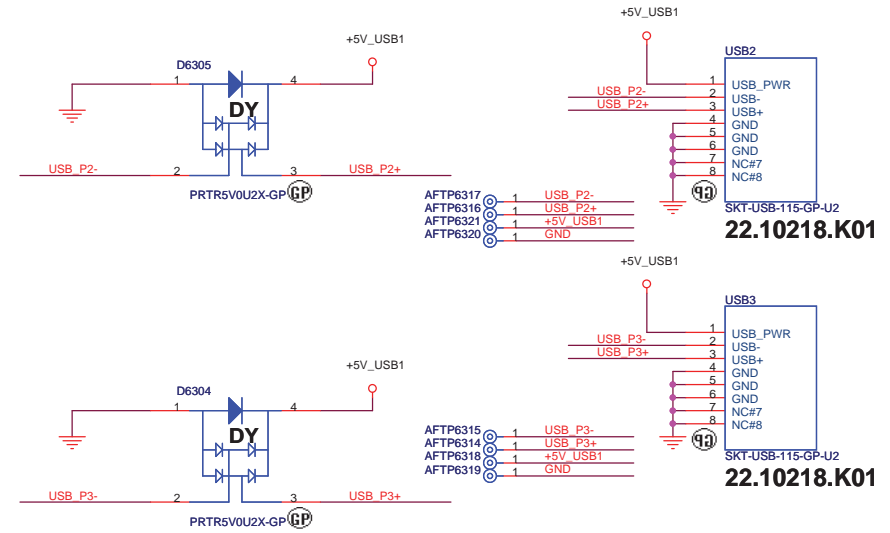 +5V_USB1
D6305
1
4
DY
USB_P2-
2
3
USB_P2+
PRTR5V0U2X-GP
GP
+5V_USB1
USB2
1
USB_PWR
USB_P2-
2
USB-
USB_P2+
3
USB+
4
GND
5
GND
6
GND
7
NC#7
8
NC#8
GP
SKT-USB-115-GP-U2
22.10218.K01
AFTP6317
1
USB_P2-
AFTP6316
1
USB_P2+
AFTP6321
1
+5V_USB1
AFTP6320
1
GND
+5V_USB1
D6304
1
4
DY
USB_P3-
2
3
USB_P3+
PRTR5V0U2X-GP
GP
+5V_USB1
USB3
1
USB_PWR
USB_P3-
2
USB-
USB_P3+
3
USB+
4
GND
5
GND
6
GND
7
NC#7
8
NC#8
GP
SKT-USB-115-GP-U2
22.10218.K01
AFTP6315
1
USB_P3-
AFTP6314
1
USB_P3+
AFTP6318
1
+5V_USB1
AFTP6319
1
GND